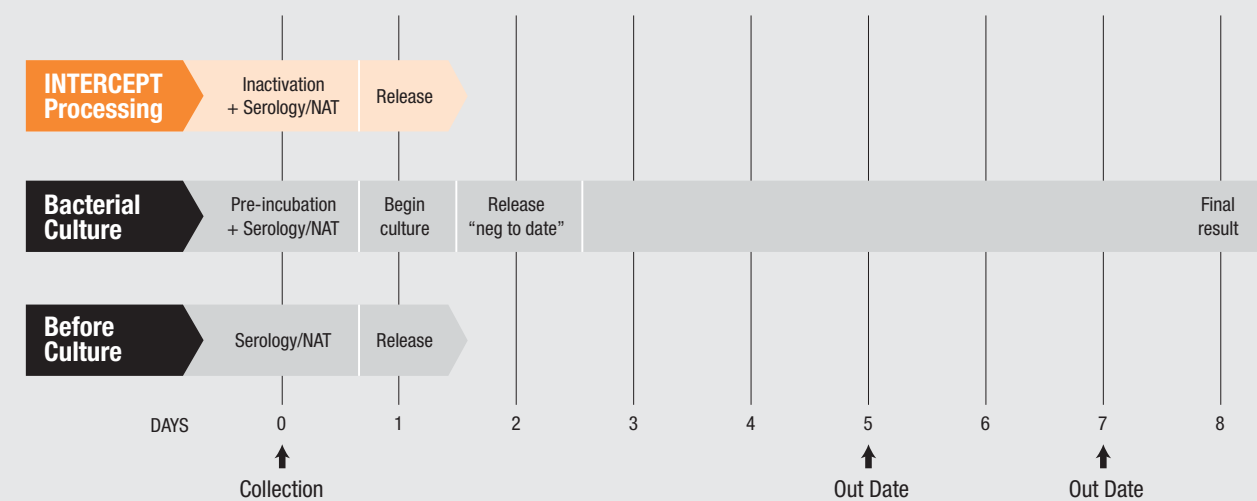 INTERCEPT
Processing
Inactivation
+ Serology/NAT
Release
Bacterial
Culture
Pre-incubation
+ Serology/NAT
Begin
culture
Release
“neg to date”
Final
result
Before
Culture
Serology/NAT
Release
DAYS 0 1 2 3 4 5 6 7 8
Collection Out Date Out Date